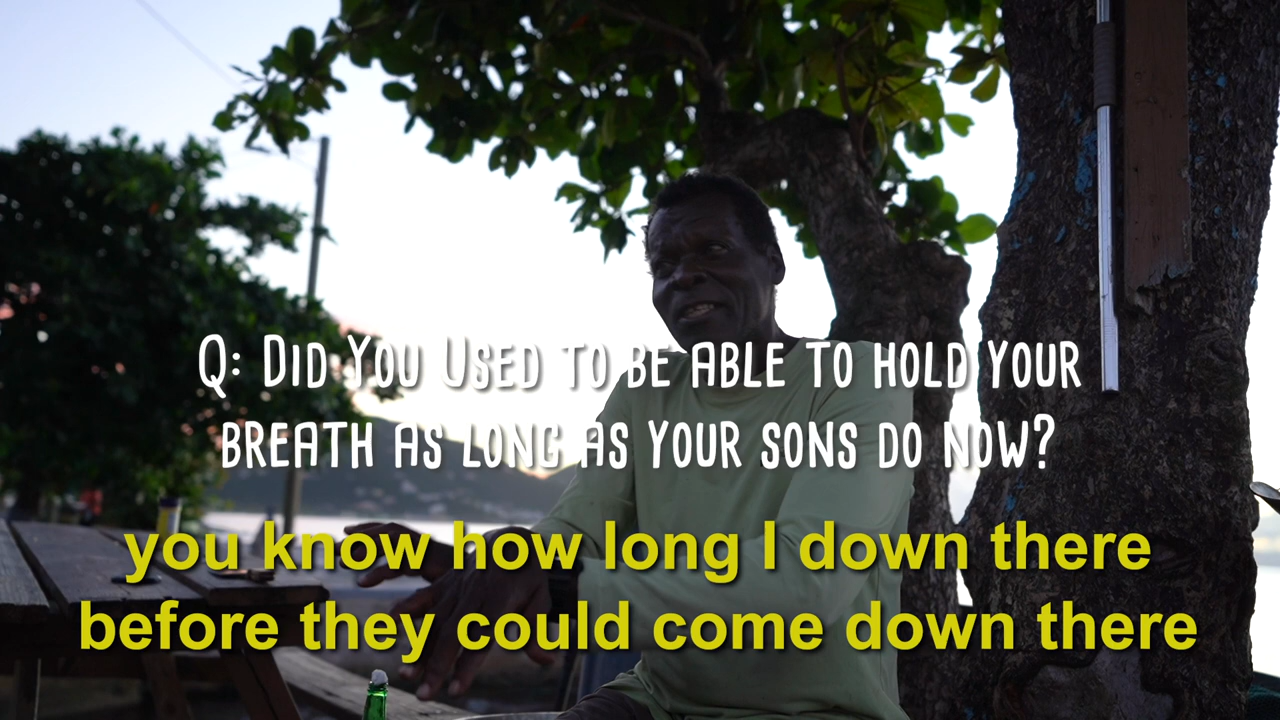 Q: Did You Used to be able to hold your
breath as long as your sons do now?
you know how long I down there
before they could come down there